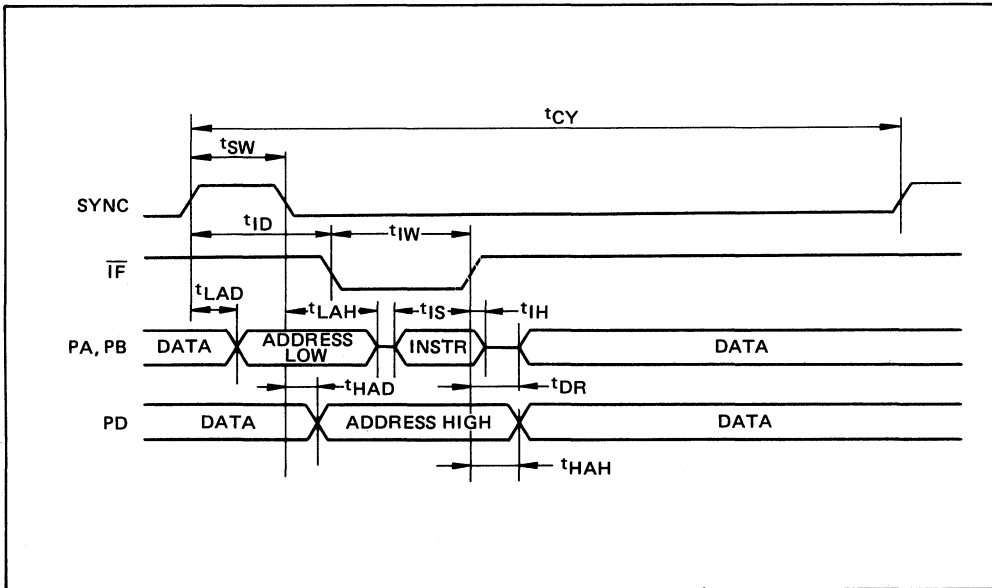 tCY
tSW
SYNC
tID
tIW
IF
tLAD
tLAH
tIS
tIH
PA, PB
DATA
ADDRESS LOW
INSTR
DATA
tHAD
tDR
PD
DATA
ADDRESS HIGH
DATA
tHAH